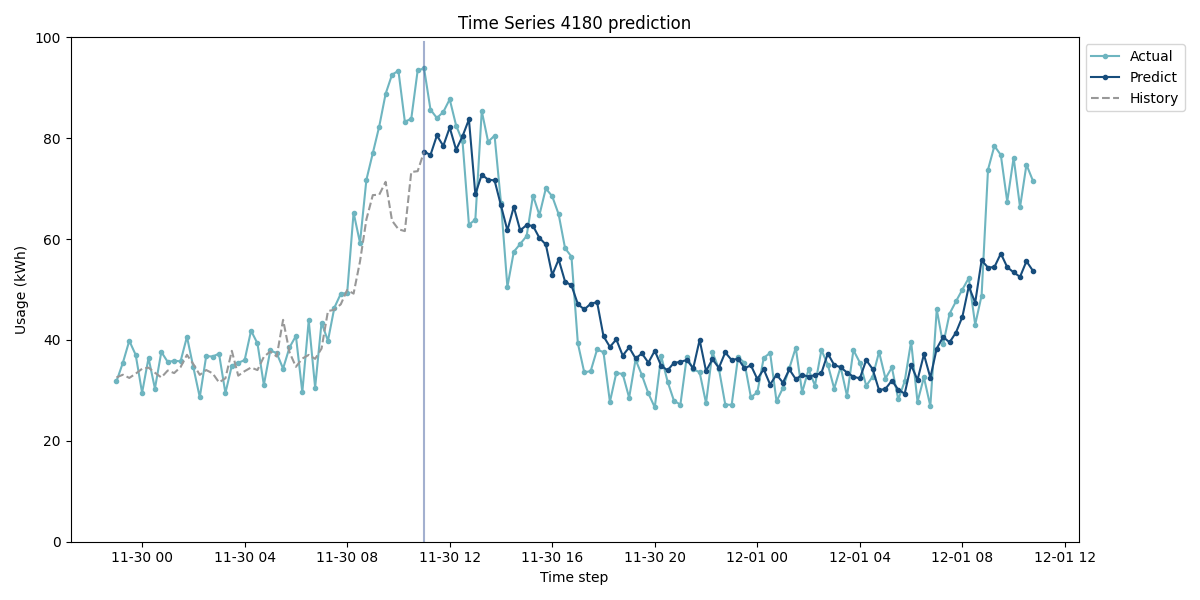 Time Series 4180 prediction
100
80
60
40
20
0
Usage (kWh)
11-30 00
11-30 04
11-30 08
11-30 12
11-30 16
11-30 20
12-01 00
12-01 04
12-01 08
12-01 12
Time step
Actual
Predict
History